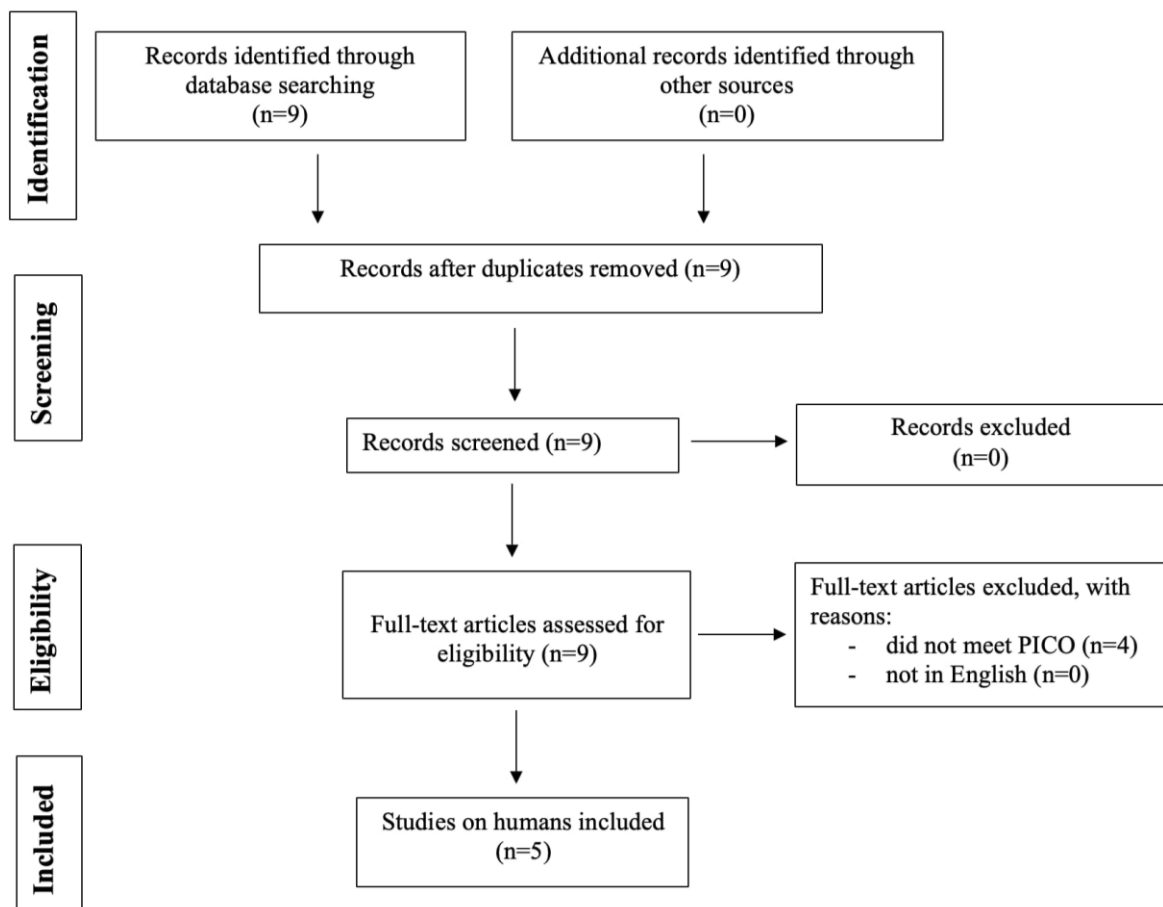 Identification
Records identified through
database searching
(n=9)
Additional records identified through
other sources
(n=0)
Records after duplicates removed (n=9)
Screening
Records screened (n=9)
Records excluded
(n=0)
Eligibility
Full-text articles assessed for
eligibility (n=9)
Full-text articles excluded, with
reasons:
- did not meet PICO (n=4)
- not in English (n=0)
Included
Studies on humans included
(n=5)